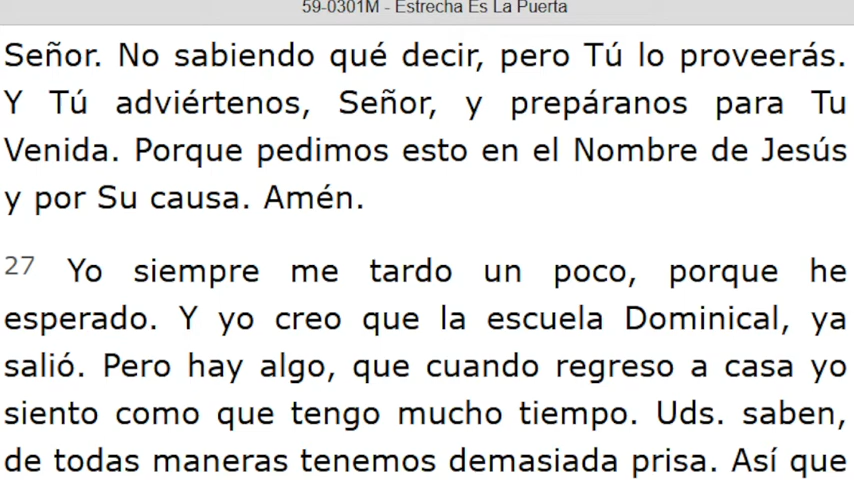 59-0301M - Estrecha Es La Puerta
Señor. No sabiendo qué decir, pero Tú lo proveerás.
Y Tú adviértenos, Señor, y prepáranos para Tu
Venida. Porque pedimos esto en el Nombre de Jesús
y por Su causa. Amén.
27 Yo siempre me tardo un poco, porque he
esperado. Y yo creo que la escuela Dominical, ya
salió. Pero hay algo, que cuando regreso a casa yo
siento como que tengo mucho tiempo. Uds. saben,
de todas maneras tenemos demasiada prisa. Así que